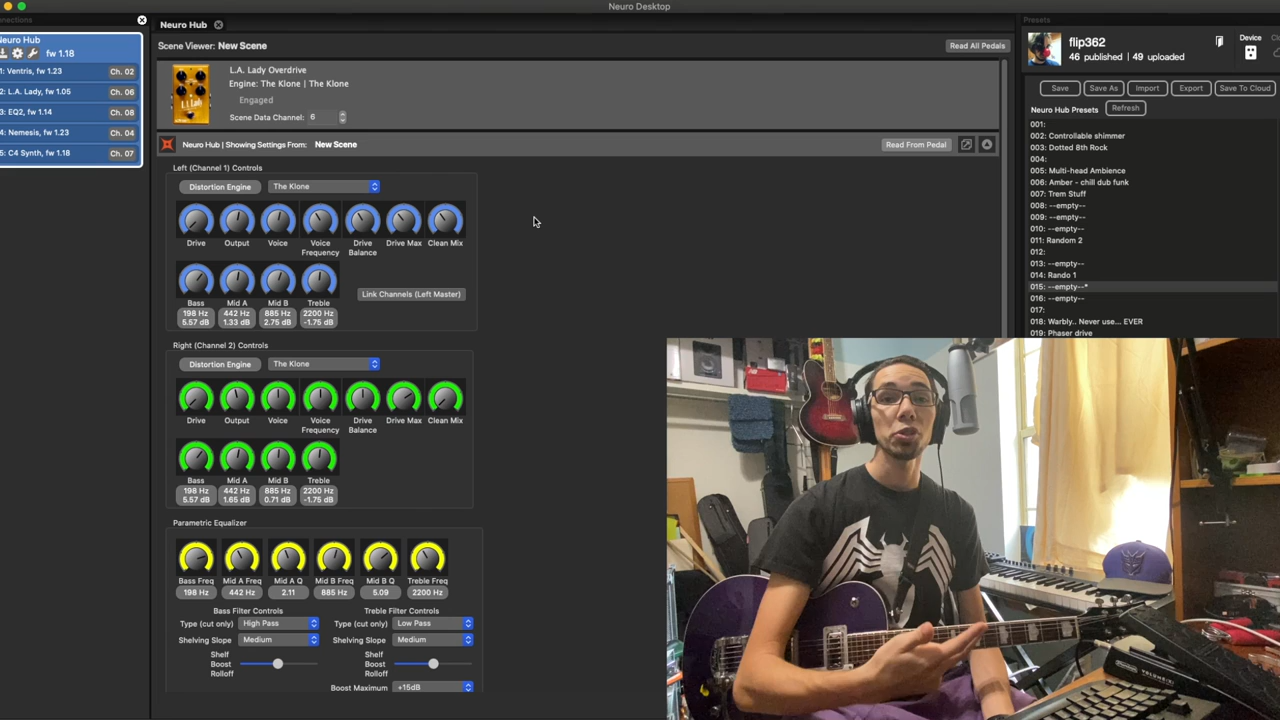 Neuro Desktop
nnections
Neuro Hub
fw 1.18
1: Ventris, fw 1.23 Ch. 02
2: L.A. Lady, fw 1.05 Ch. 06
3: EQ2, fw 1.14 Ch. 08
4: Nemesis, fw 1.23 Ch. 04
5: C4 Synth, fw 1.18 Ch. 07
Neuro Hub
Scene Viewer: New Scene Read All Pedals
L.A. Lady Overdrive
Engine: The Klone | The Klone
Engaged
Scene Data Channel: 6
Neuro Hub | Showing Settings From: New Scene Read From Pedal
Left (Channel 1) Controls
Distortion Engine The Klone
Drive Output Voice Voice Frequency Drive Balance Drive Max Clean Mix
Bass Mid A Mid B Treble
198 Hz 442 Hz 885 Hz 2200 Hz
5.57 dB 1.33 dB 2.75 dB -1.75 dB
Link Channels (Left Master)
Right (Channel 2) Controls
Distortion Engine The Klone
Drive Output Voice Voice Frequency Drive Balance Drive Max Clean Mix
Bass Mid A Mid B Treble
198 Hz 442 Hz 885 Hz 2200 Hz
5.57 dB 1.65 dB 0.71 dB -1.75 dB
Parametric Equalizer
Bass Freq Mid A Freq Mid A Q Mid B Freq Mid B Q Treble Freq
198 Hz 442 Hz 2.11 885 Hz 5.09 2200 Hz
Bass Filter Controls Treble Filter Controls
Type (cut only) High Pass Type (cut only) Low Pass
Shelving Slope Medium Shelving Slope Medium
Shelf Boost Rolloff Shelf Boost Rolloff
Boost Maximum +15dB
Presets
flip362
46 published | 49 uploaded
Device
Save Save As Import Export Save To Cloud
Neuro Hub Presets Refresh
001:
002: Controllable shimmer
003: Dotted 8th Rock
004:
005: Multi-head Ambience
006: Amber - chill dub funk
007: Trem Stuff
008: --empty--
009: --empty--
010: --empty--
011: Random 2
012:
013: --empty--
014: Rando 1
015: --empty--*
016: --empty--
017:
018: Warbly.. Never use... EVER
019: Phaser drive